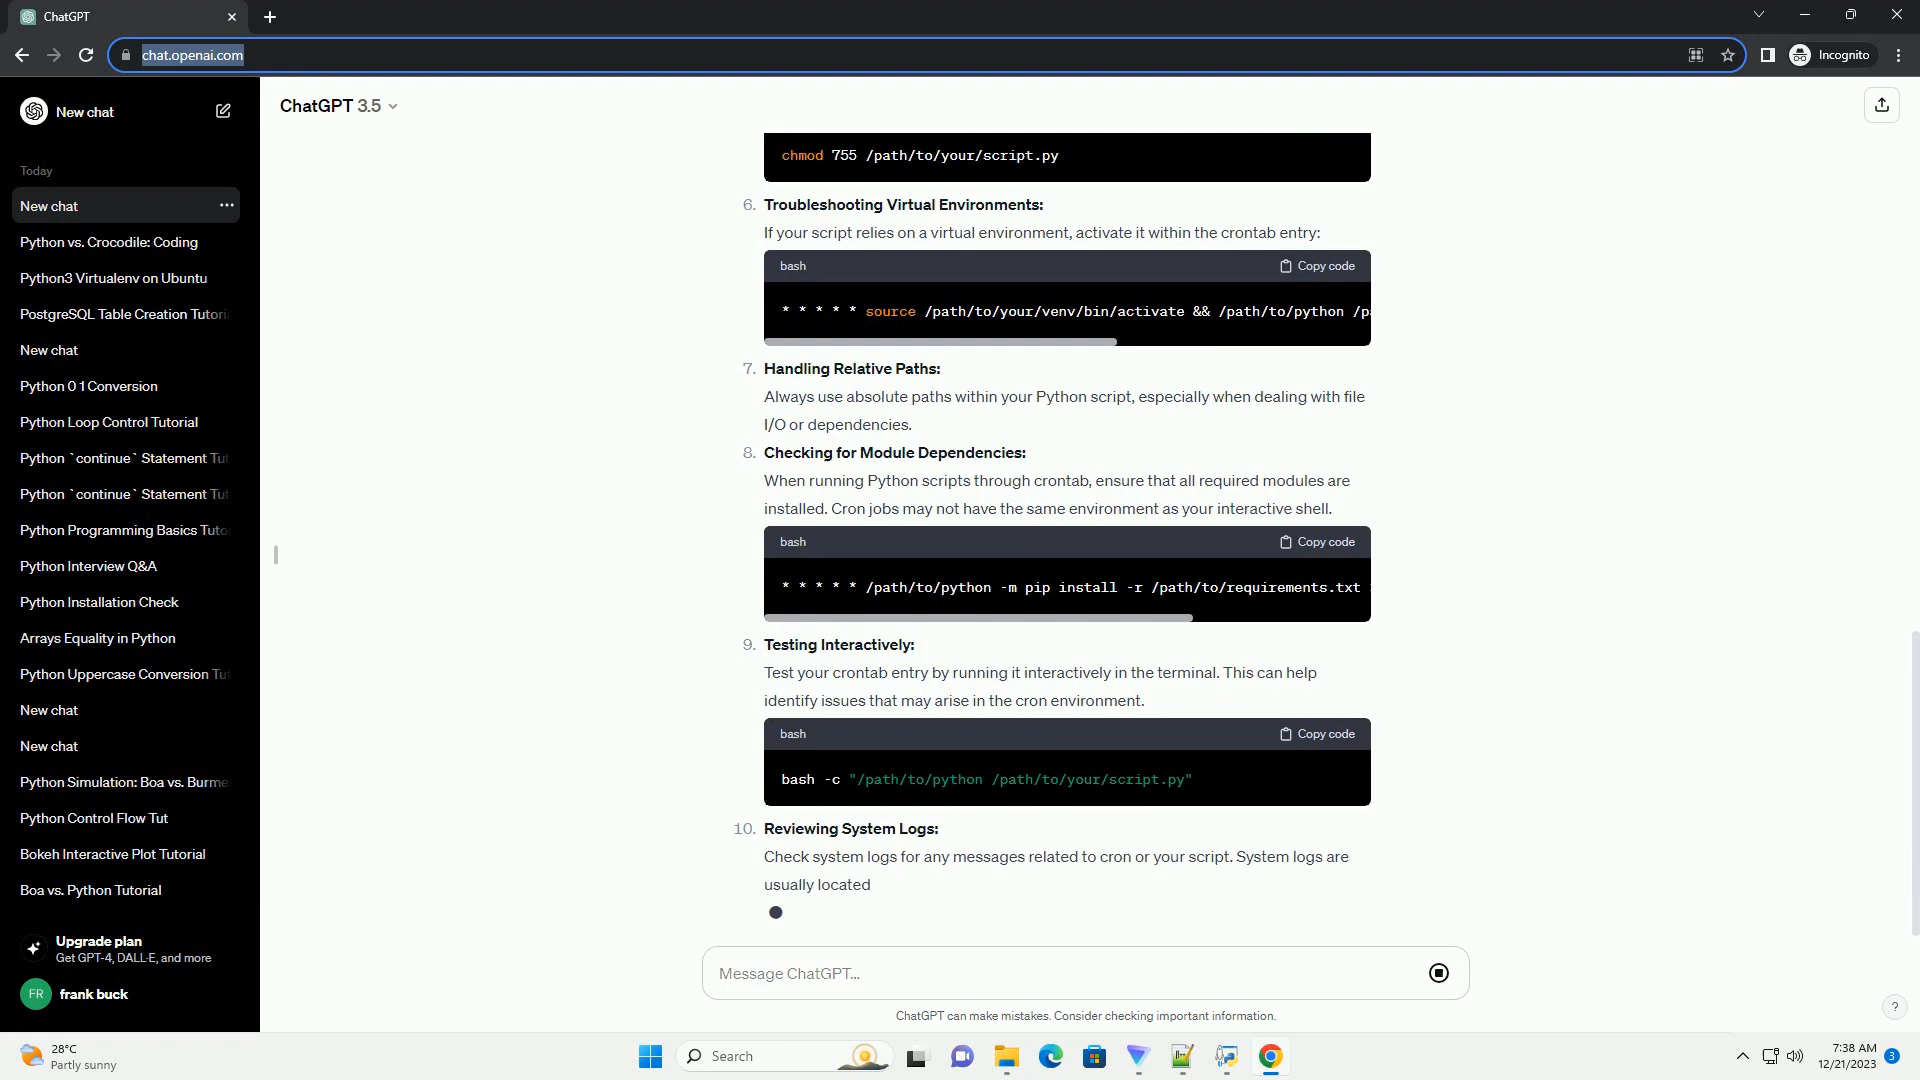 ChatGPT
chat.openai.com
Incognito
New chat
Today
New chat
Python vs. Crocodile: Coding
Python3 Virtualenv on Ubuntu
PostgreSQL Table Creation Tutoria
New chat
Python 0 1 Conversion
Python Loop Control Tutorial
Python `continue` Statement Tut
Python `continue` Statement Tut
Python Programming Basics Tutor
Python Interview Q&A
Python Installation Check
Arrays Equality in Python
Python Uppercase Conversion Tut
New chat
New chat
Python Simulation: Boa vs. Burme
Python Control Flow Tut
Bokeh Interactive Plot Tutorial
Boa vs. Python Tutorial
Upgrade plan
Get GPT-4, DALL·E, and more
FR
frank buck
ChatGPT 3.5
chmod 755 /path/to/your/script.py
6. Troubleshooting Virtual Environments:
If your script relies on a virtual environment, activate it within the crontab entry:
bash
Copy code
* * * * * source /path/to/your/venv/bin/activate && /path/to/python /pa
7. Handling Relative Paths:
Always use absolute paths within your Python script, especially when dealing with file
I/O or dependencies.
8. Checking for Module Dependencies:
When running Python scripts through crontab, ensure that all required modules are
installed. Cron jobs may not have the same environment as your interactive shell.
bash
Copy code
* * * * * /path/to/python -m pip install -r /path/to/requirements.txt
9. Testing Interactively:
Test your crontab entry by running it interactively in the terminal. This can help
identify issues that may arise in the cron environment.
bash
Copy code
bash -c "/path/to/python /path/to/your/script.py"
10. Reviewing System Logs:
Check system logs for any messages related to cron or your script. System logs are
usually located
Message ChatGPT...
ChatGPT can make mistakes. Consider checking important information.
?
28°C
Partly sunny
Search
7:38 AM
12/21/2023
3